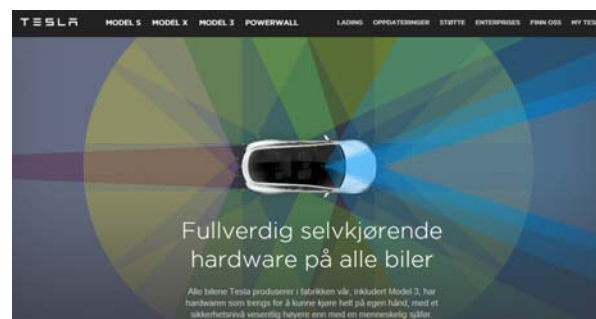 TESLA MODEL S MODEL X MODEL 3 POWERWALL LADING OPPDATERINGER STØTTE ENTERPRISES FINN OSS MY TES
Fullverdig selvkjørende
hardware på alle biler
Alle bilene Tesla produserer i fabrikken vår, inkludert Model 3, har
hardwaren som trengs for å kunne kjøre helt på egen hånd, med et
sikkerhetsnivå vesentlig høyere enn med en menneskelig sjåfør